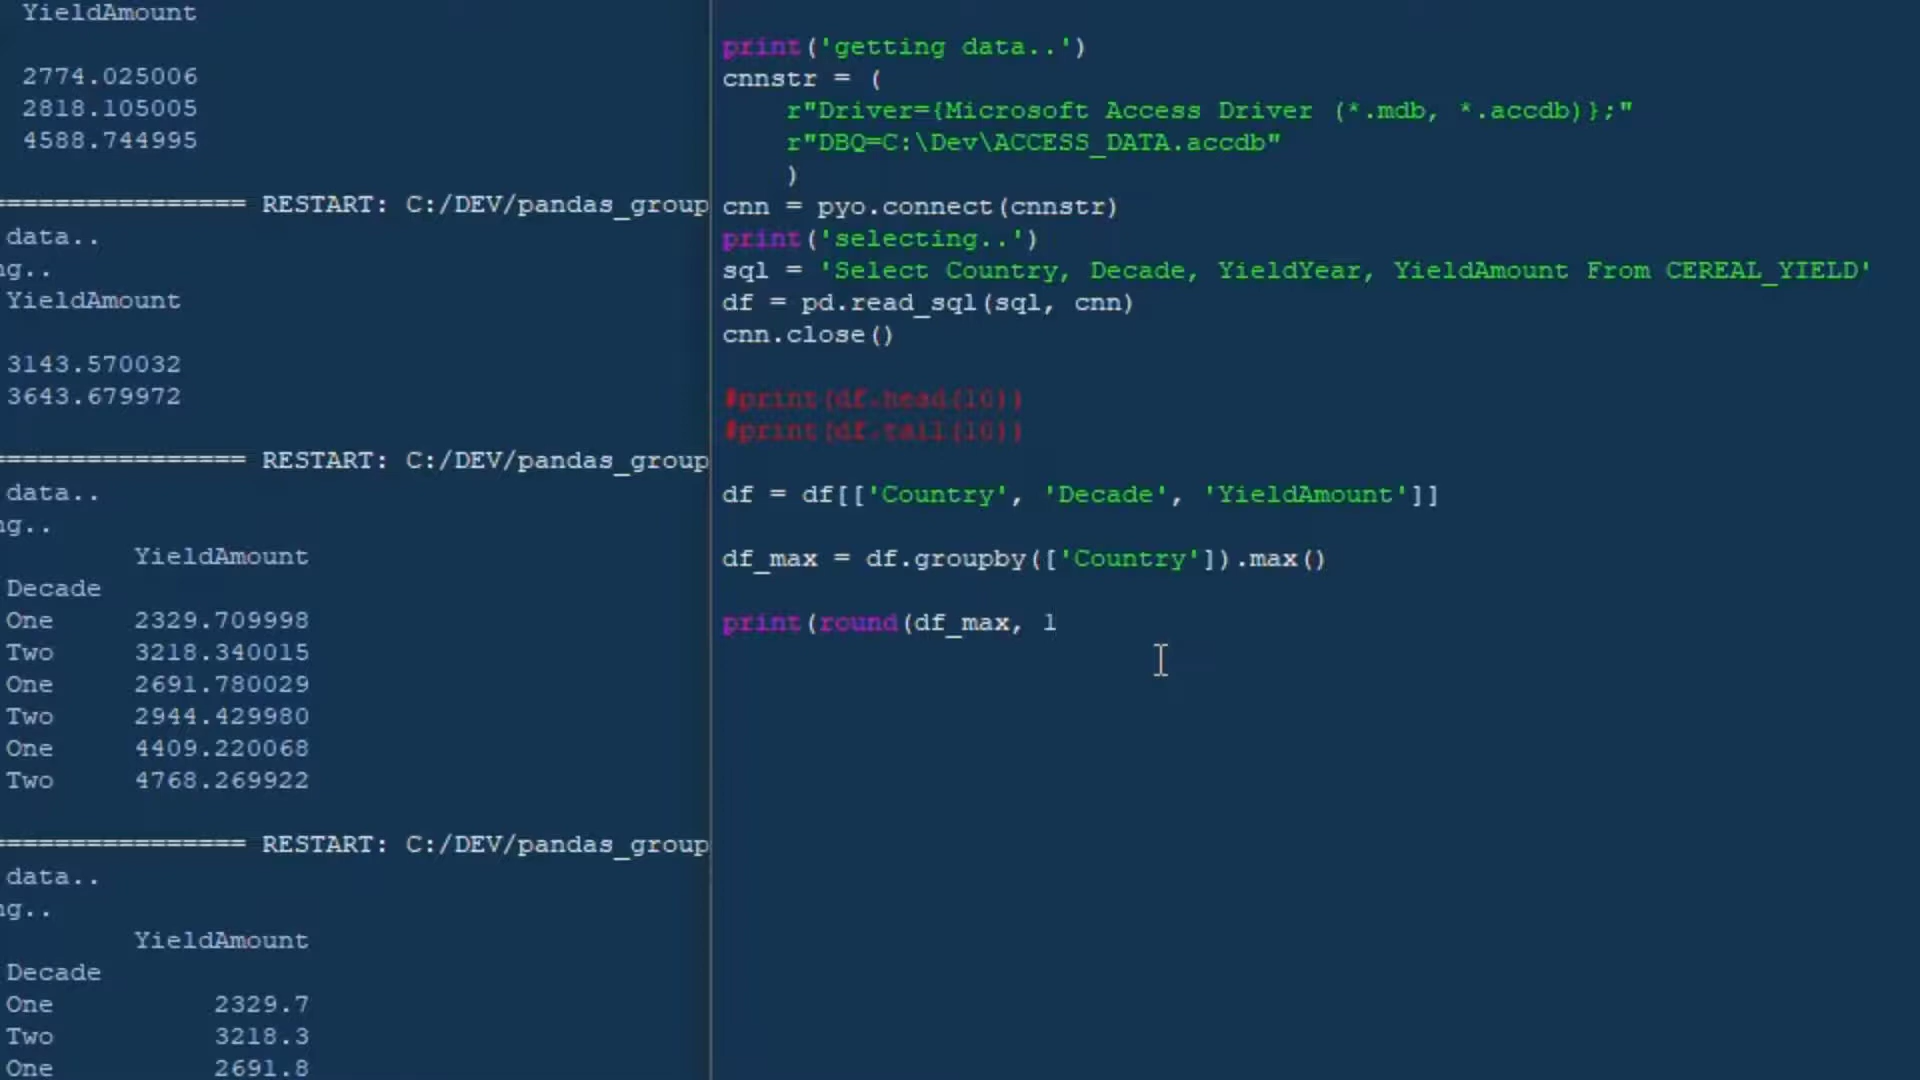 YieldAmount
2774.025006
2818.105005
4588.744995
================ RESTART: C:/DEV/pandas_group
data..
ng..
YieldAmount
3143.570032
3643.679972
================ RESTART: C:/DEV/pandas_group
data..
ng..
YieldAmount
Decade
One 2329.709998
Two 3218.340015
One 2691.780029
Two 2944.429980
One 4409.220068
Two 4768.269922
================ RESTART: C:/DEV/pandas_group
data..
ng..
YieldAmount
Decade
One 2329.7
Two 3218.3
One 2691.8
print('getting data..')
cnnstr = (
r"Driver={Microsoft Access Driver (*.mdb, *.accdb)};"
r"DBQ=C:\Dev\ACCESS_DATA.accdb"
)
cnn = pyo.connect(cnnstr)
print('selecting..')
sql = 'Select Country, Decade, YieldYear, YieldAmount From CEREAL_YIELD'
df = pd.read_sql(sql, cnn)
cnn.close()
#print(df.head(10))
#print(df.tail(10))
df = df[['Country', 'Decade', 'YieldAmount']]
df_max = df.groupby(['Country']).max()
print(round(df_max, 1